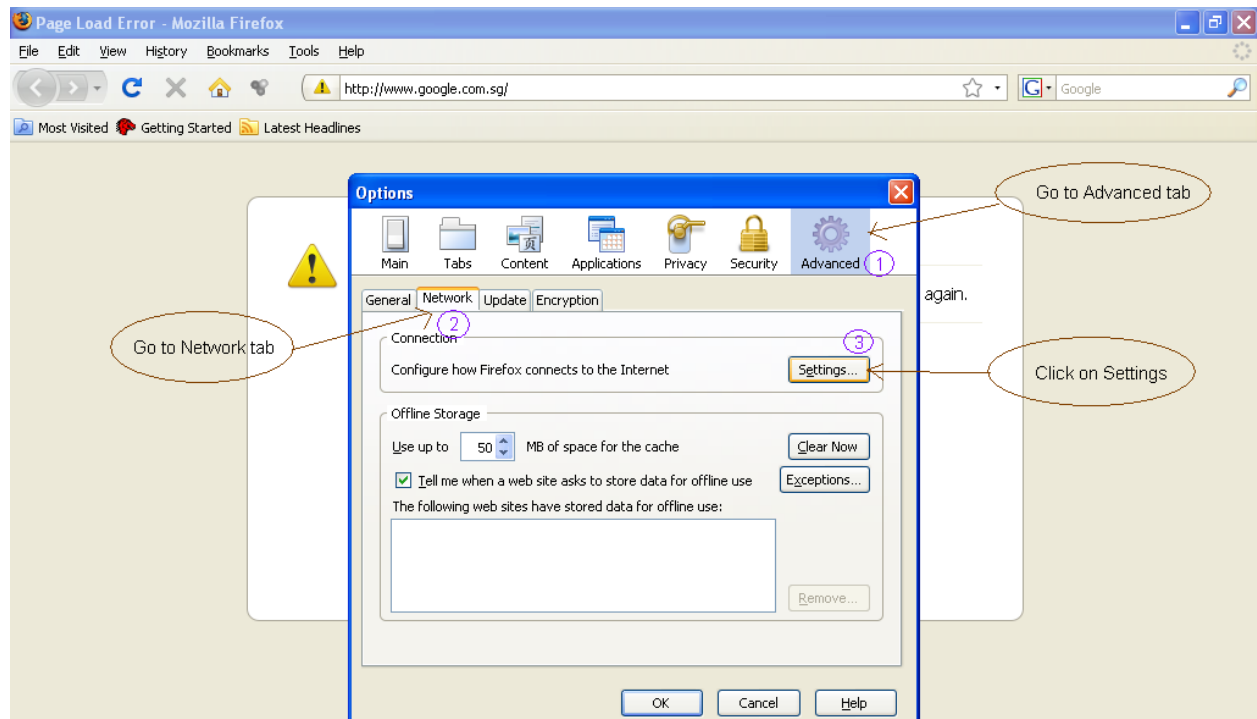 Page Load Error - Mozilla Firefox
File Edit View History Bookmarks Tools Help
http://www.google.com.sg/
G Google
Most Visited Getting Started Latest Headlines
Options
Go to Advanced tab
页
Main Tabs Content Applications Privacy Security Advanced 1
General Network Update Encryption
again.
2
Go to Network tab
Connection
3
Configure how Firefox connects to the Internet Settings...
Click on Settings
Offline Storage
Use up to 50 MB of space for the cache Clear Now
Tell me when a web site asks to store data for offline use Exceptions...
The following web sites have stored data for offline use:
Remove...
OK Cancel Help